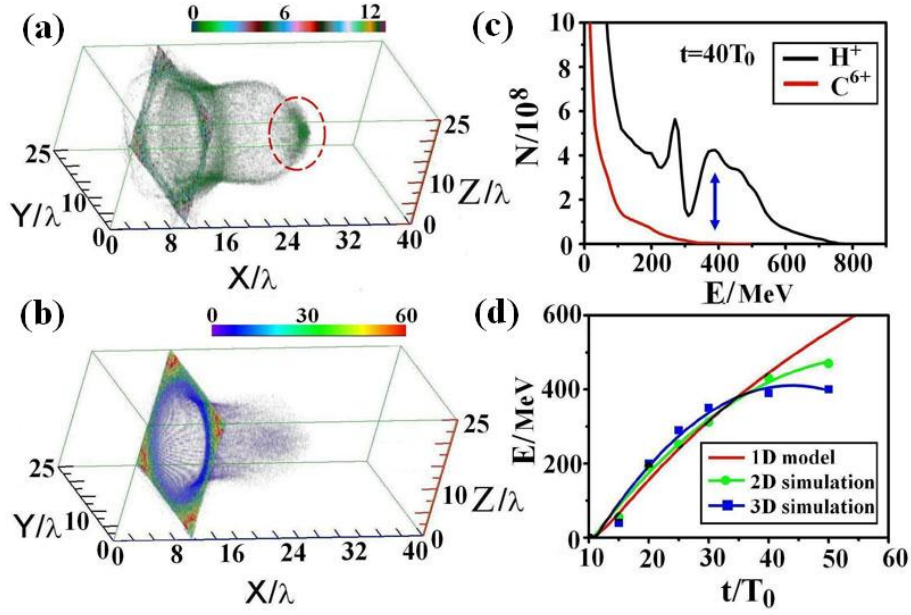 (a)
0 6 12
25
Y/λ
10
0
0 8 16 24 32 40
X/λ
25
Z/λ
10
0
(b)
0 30 60
25
Y/λ
10
0
0 8 16 24 32 40
X/λ
25
Z/λ
10
0
(c)
t=40T₀
H⁺
C⁶⁺
N/10⁸
10
8
6
4
2
0
200 400 600 800
E/MeV
(d)
E/MeV
600
400
200
0
1D model
2D simulation
3D simulation
10 20 30 40 50 60
t/T₀